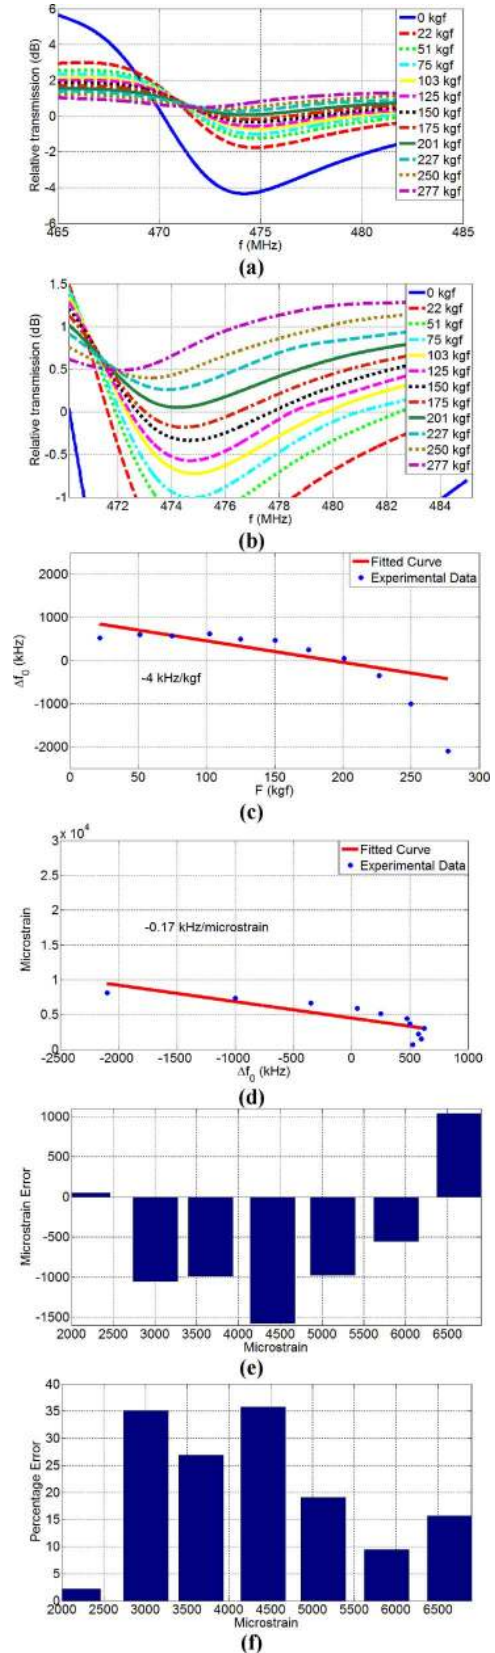 Relative transmission (dB)
6
4
2
0
-2
-4
-6
465
470
475
480
485
f (MHz)
0 kgf
22 kgf
51 kgf
75 kgf
103 kgf
125 kgf
150 kgf
175 kgf
201 kgf
227 kgf
250 kgf
277 kgf
(a)
Relative transmission (dB)
1.5
1
0.5
0
-0.5
-1
472
474
476
478
480
482
484
f (MHz)
0 kgf
22 kgf
51 kgf
75 kgf
103 kgf
125 kgf
150 kgf
175 kgf
201 kgf
227 kgf
250 kgf
277 kgf
(b)
Δf0 (kHz)
2000
1000
0
-1000
-2000
0
50
100
150
200
250
300
F (kgf)
Fitted Curve
Experimental Data
-4 kHz/kgf
(c)
x 10^4
Microstrain
3
2.5
2
1.5
1
0.5
0
-2500
-2000
-1500
-1000
-500
0
500
1000
Δf0 (kHz)
Fitted Curve
Experimental Data
-0.17 kHz/microstrain
(d)
Microstrain Error
1000
500
0
-500
-1000
-1500
2000
2500
3000
3500
4000
4500
5000
5500
6000
6500
Microstrain
(e)
Percentage Error
40
35
30
25
20
15
10
5
0
2000
2500
3000
3500
4000
4500
5000
5500
6000
6500
Microstrain
(f)